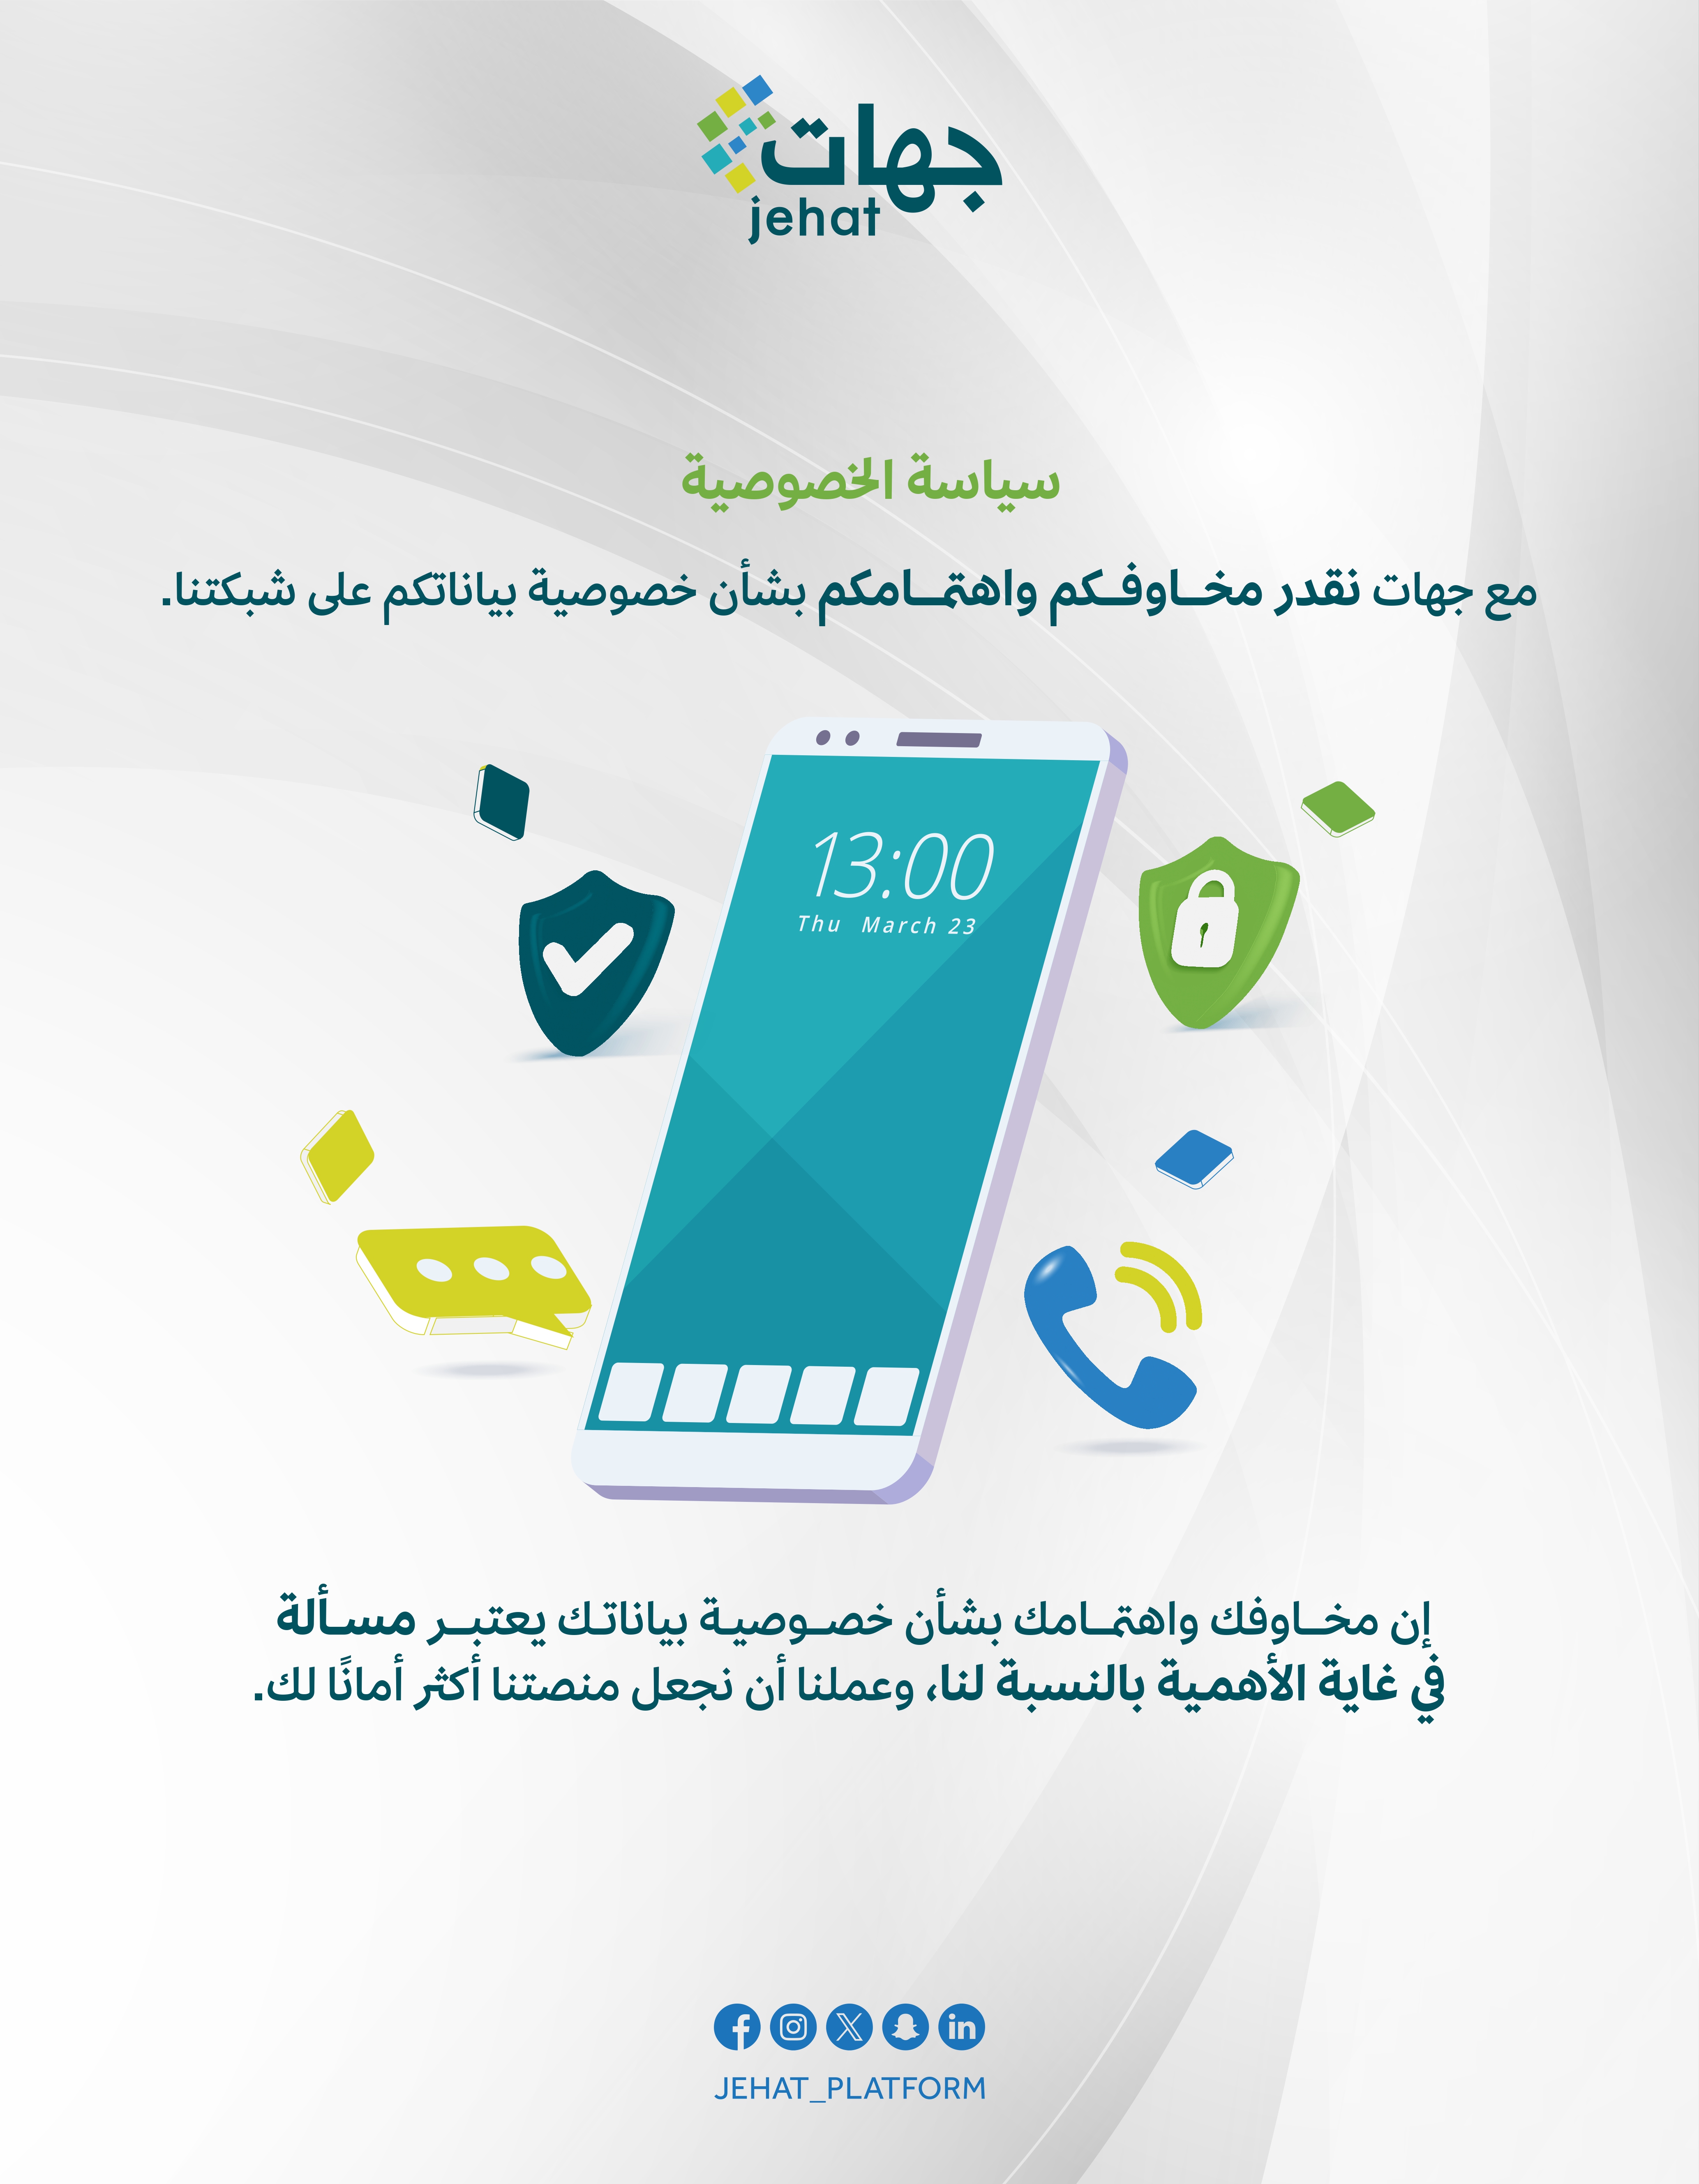 جهات
jehat
سياسة الخصوصية
مع جهات نقدر مخـاوفـكم واهتمـامكم بشأن خصوصية بياناتكم على شبكتنا.
13:00
Thu March 23
إن مخـاوفك واهتمـامك بشأن خصـوصيـة بياناتـك يعتبـر مسـألة
في غاية الأهمية بالنسبة لنا، وعملنا أن نجعل منصتنا أكثر أمانًا لك.
JEHAT_PLATFORM